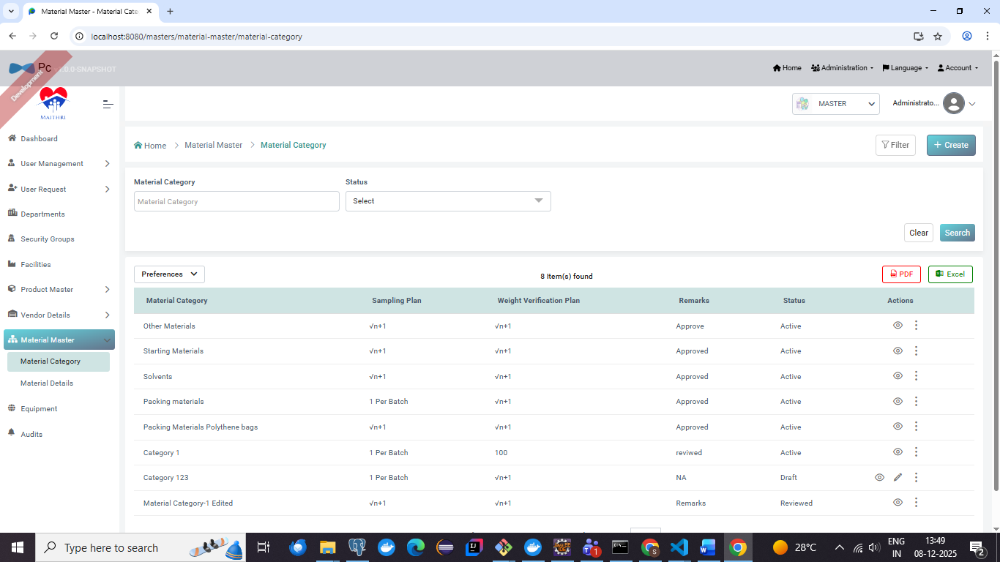 Material Master - Material Cate
localhost:8080/masters/material-master/material-category
Pc v1.0.0-SNAPSHOT
Development
Home Administration Language Account
MAITHRI
MASTER
Administrato...
Dashboard
User Management
User Request
Departments
Security Groups
Facilities
Product Master
Vendor Details
Material Master
Material Category
Material Details
Equipment
Audits
Home Material Master Material Category
Filter
+ Create
Material Category Status
Material Category Select
Clear Search
Preferences 8 Item(s) found PDF Excel
Material Category Sampling Plan Weight Verification Plan Remarks Status Actions
Other Materials √n+1 √n+1 Approve Active
Starting Materials √n+1 √n+1 Approved Active
Solvents √n+1 √n+1 Approved Active
Packing materials 1 Per Batch √n+1 Approved Active
Packing Materials Polythene bags √n+1 √n+1 Approved Active
Category 1 1 Per Batch 100 reviwed Active
Category 123 1 Per Batch √n+1 NA Draft
Material Category-1 Edited √n+1 √n+1 Remarks Reviewed
Type here to search
28°C
ENG
IN
13:49
08-12-2025